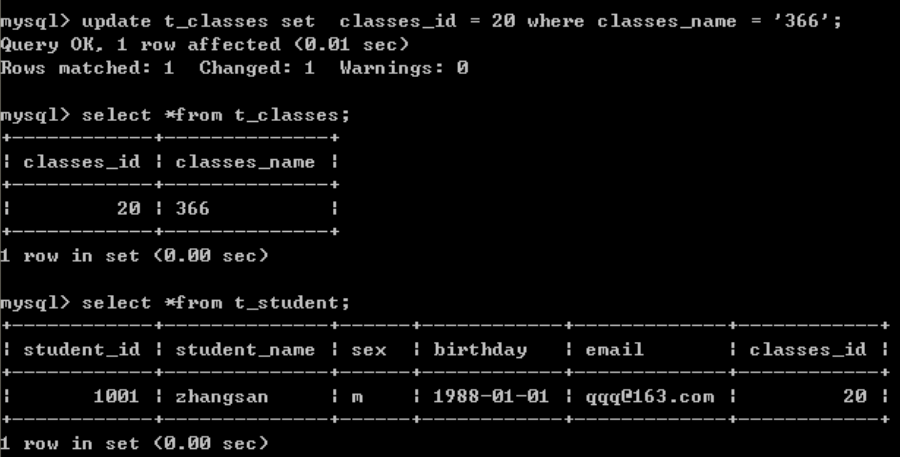 mysql> update t_classes set  classes_id = 20 where classes_name = '366';
Query OK, 1 row affected (0.01 sec)
Rows matched: 1  Changed: 1  Warnings: 0
mysql> select *from t_classes;
+------------+--------------+
| classes_id | classes_name |
+------------+--------------+
|         20 | 366          |
+------------+--------------+
1 row in set (0.00 sec)
mysql> select *from t_student;
+------------+--------------+------+------------+-------------+------------+
| student_id | student_name | sex  | birthday   | email       | classes_id |
+------------+--------------+------+------------+-------------+------------+
|       1001 | zhangsan     | m    | 1988-01-01 | qqq@163.com |         20 |
+------------+--------------+------+------------+-------------+------------+
1 row in set (0.00 sec)